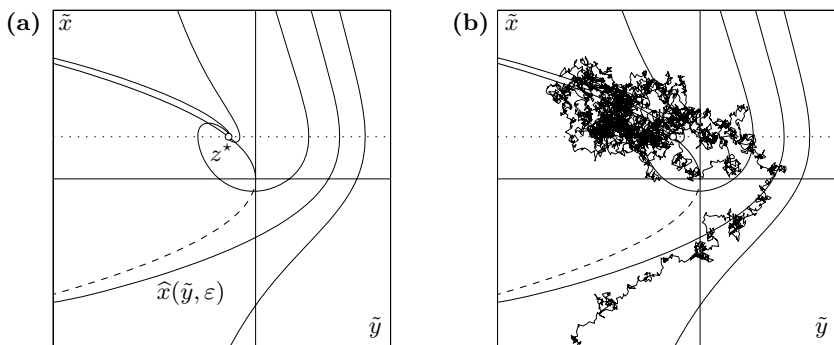 (a)
x̃
z⋆
x̂(ỹ, ε)
ỹ
(b)
x̃
ỹ